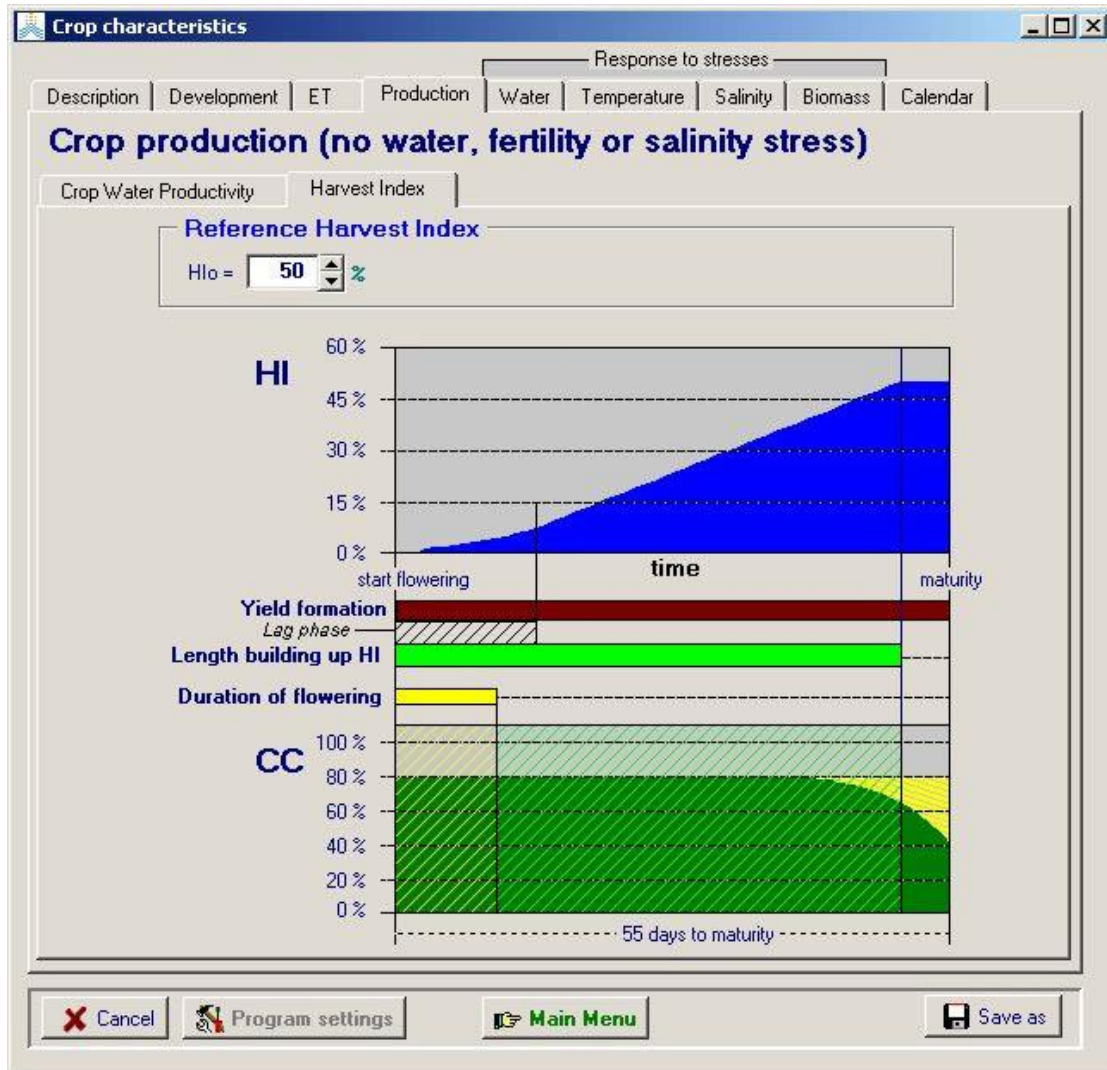 Crop characteristics
Response to stresses
Description Development ET Production Water Temperature Salinity Biomass Calendar
Crop production (no water, fertility or salinity stress)
Crop Water Productivity Harvest Index
Reference Harvest Index
HIo = 50 %
HI
60 %
45 %
30 %
15 %
0 %
time
start flowering maturity
Yield formation
Lag phase
Length building up HI
Duration of flowering
CC
100 %
80 %
60 %
40 %
20 %
0 %
55 days to maturity
Cancel Program settings Main Menu Save as